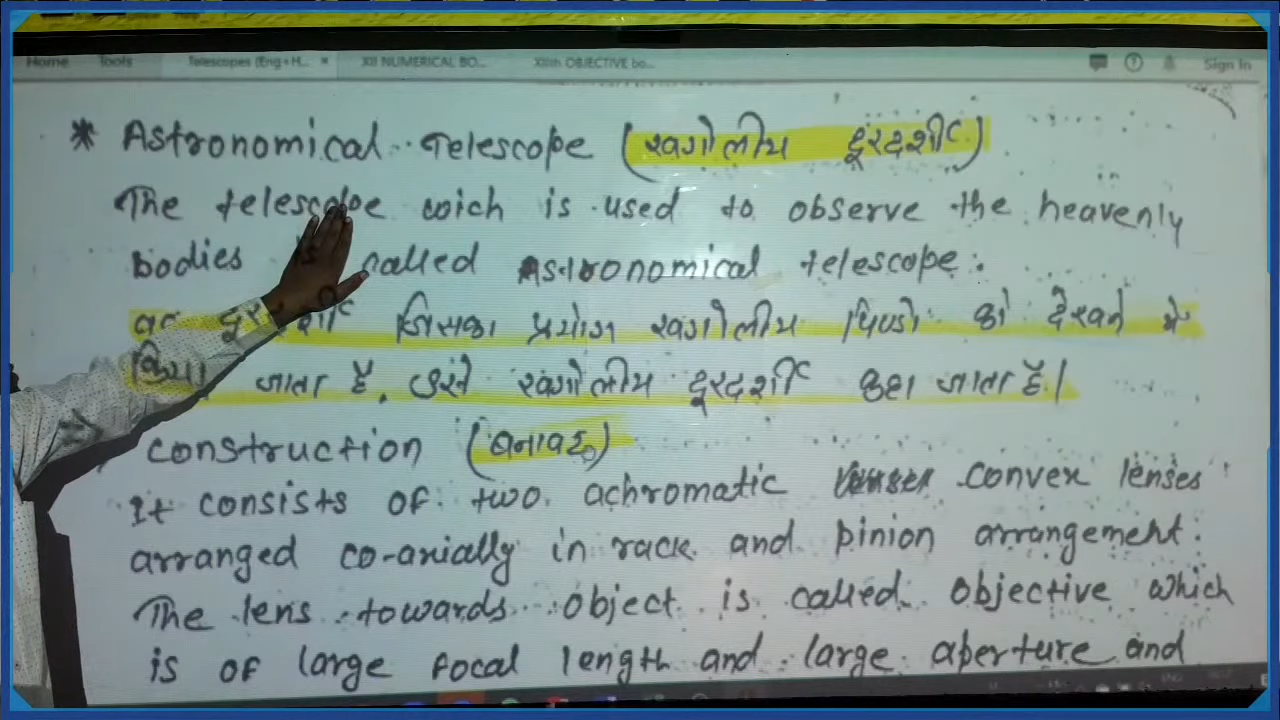 Home Tools Telescopes (Eng+H... × XII NUMERICAL BO... XIIth OBJECTIVE bo... Sign In
* Astronomical Telescope (खगोलीय दूरदर्शी)
The telescope wich is used to observe the heavenly
bodies is called Astronomical telescope.
वह दूरदर्शी जिसका प्रयोग खगोलीय पिण्डो को देखने मे
किया जाता है, उसे खगोलीय दूरदर्शी कहा जाता है।
Construction (बनावट)
It consists of two achromatic convex lenses
arranged co-axially in rack and pinion arrangement.
The lens towards object is called objective which
is of large focal length and large aperture and